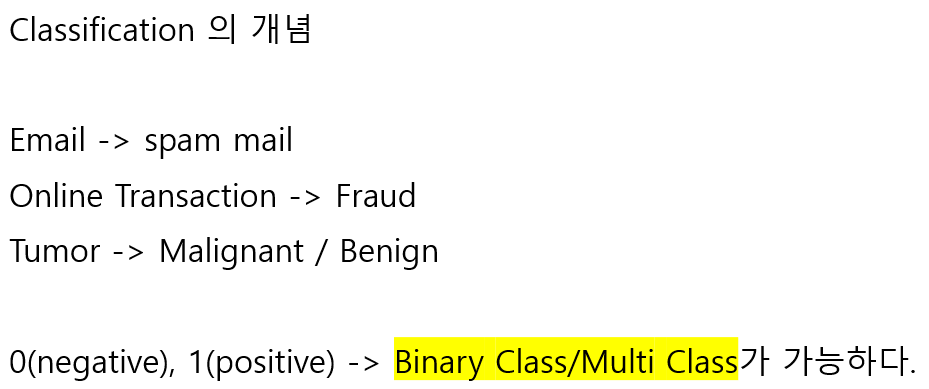 Classification 의 개념
Email -> spam mail
Online Transaction -> Fraud
Tumor -> Malignant / Benign
0(negative), 1(positive) -> Binary Class/Multi Class가 가능하다.